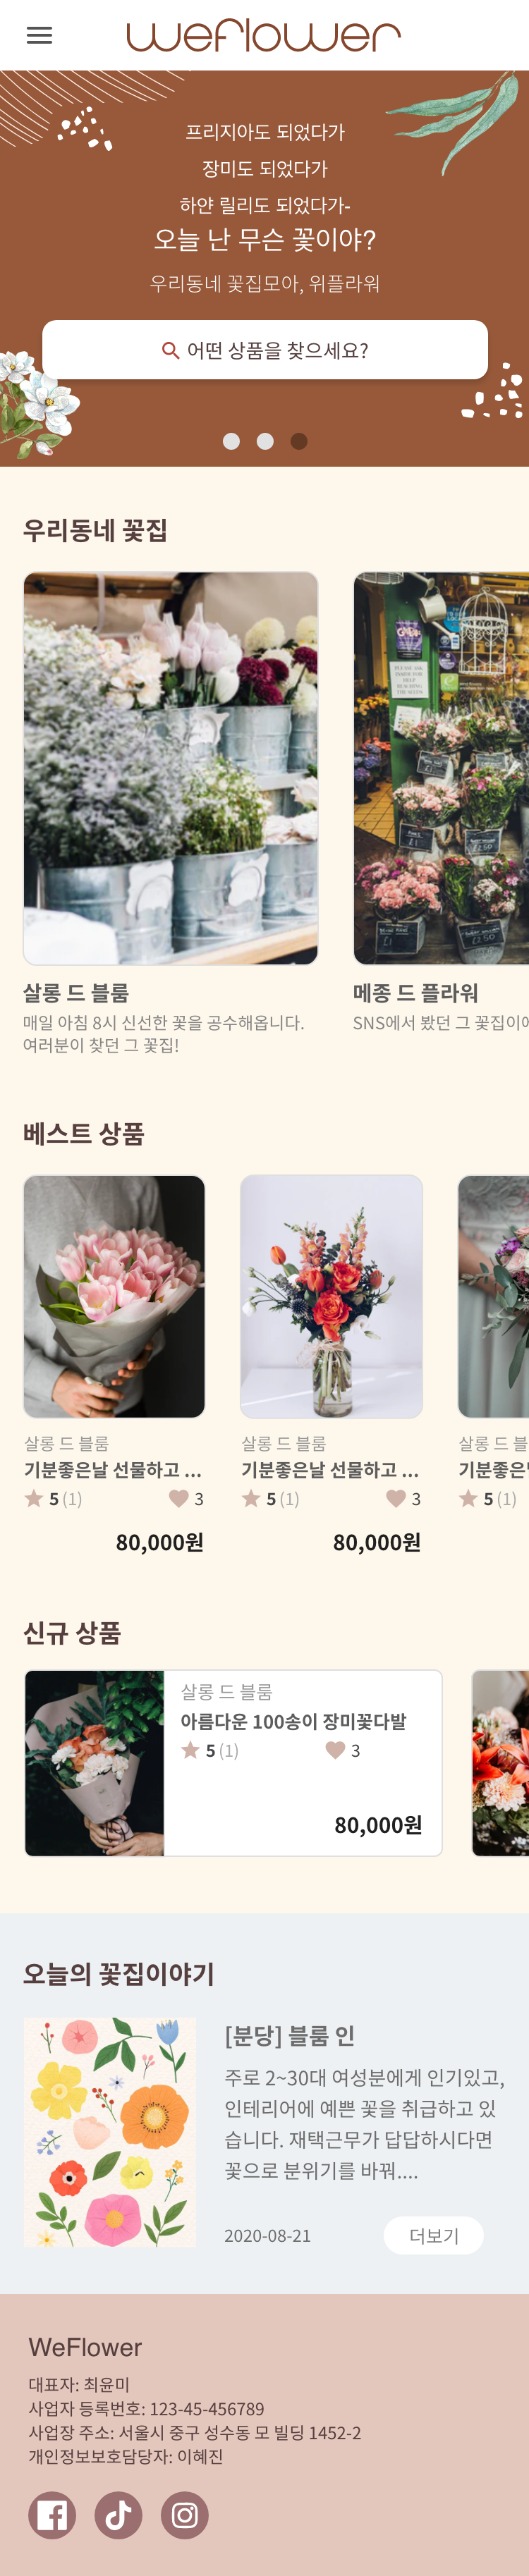 weflower
프리지아도 되었다가
장미도 되었다가
하얀 릴리도 되었다가-
오늘 난 무슨 꽃이야?
우리동네 꽃집모아, 위플라워
어떤 상품을 찾으세요?
우리동네 꽃집
PLEASE ASK
£1
£2.50
살롱 드 블룸
매일 아침 8시 신선한 꽃을 공수해옵니다.
여러분이 찾던 그 꽃집!
메종 드 플라워
SNS에서 봤던 그 꽃집이
베스트 상품
살롱 드 블룸
기분좋은날 선물하고 ...
5 (1)
3
80,000원
살롱 드 블룸
기분좋은날 선물하고 ...
5 (1)
3
80,000원
살롱 드 블
기분좋은
5 (1)
신규 상품
살롱 드 블룸
아름다운 100송이 장미꽃다발
5 (1)
3
80,000원
오늘의 꽃집이야기
[분당] 블룸 인
주로 2~30대 여성분에게 인기있고,
인테리어에 예쁜 꽃을 취급하고 있
습니다. 재택근무가 답답하시다면
꽃으로 분위기를 바꿔....
2020-08-21
더보기
WeFlower
대표자: 최윤미
사업자 등록번호: 123-45-456789
사업장 주소: 서울시 중구 성수동 모 빌딩 1452-2
개인정보보호담당자: 이혜진